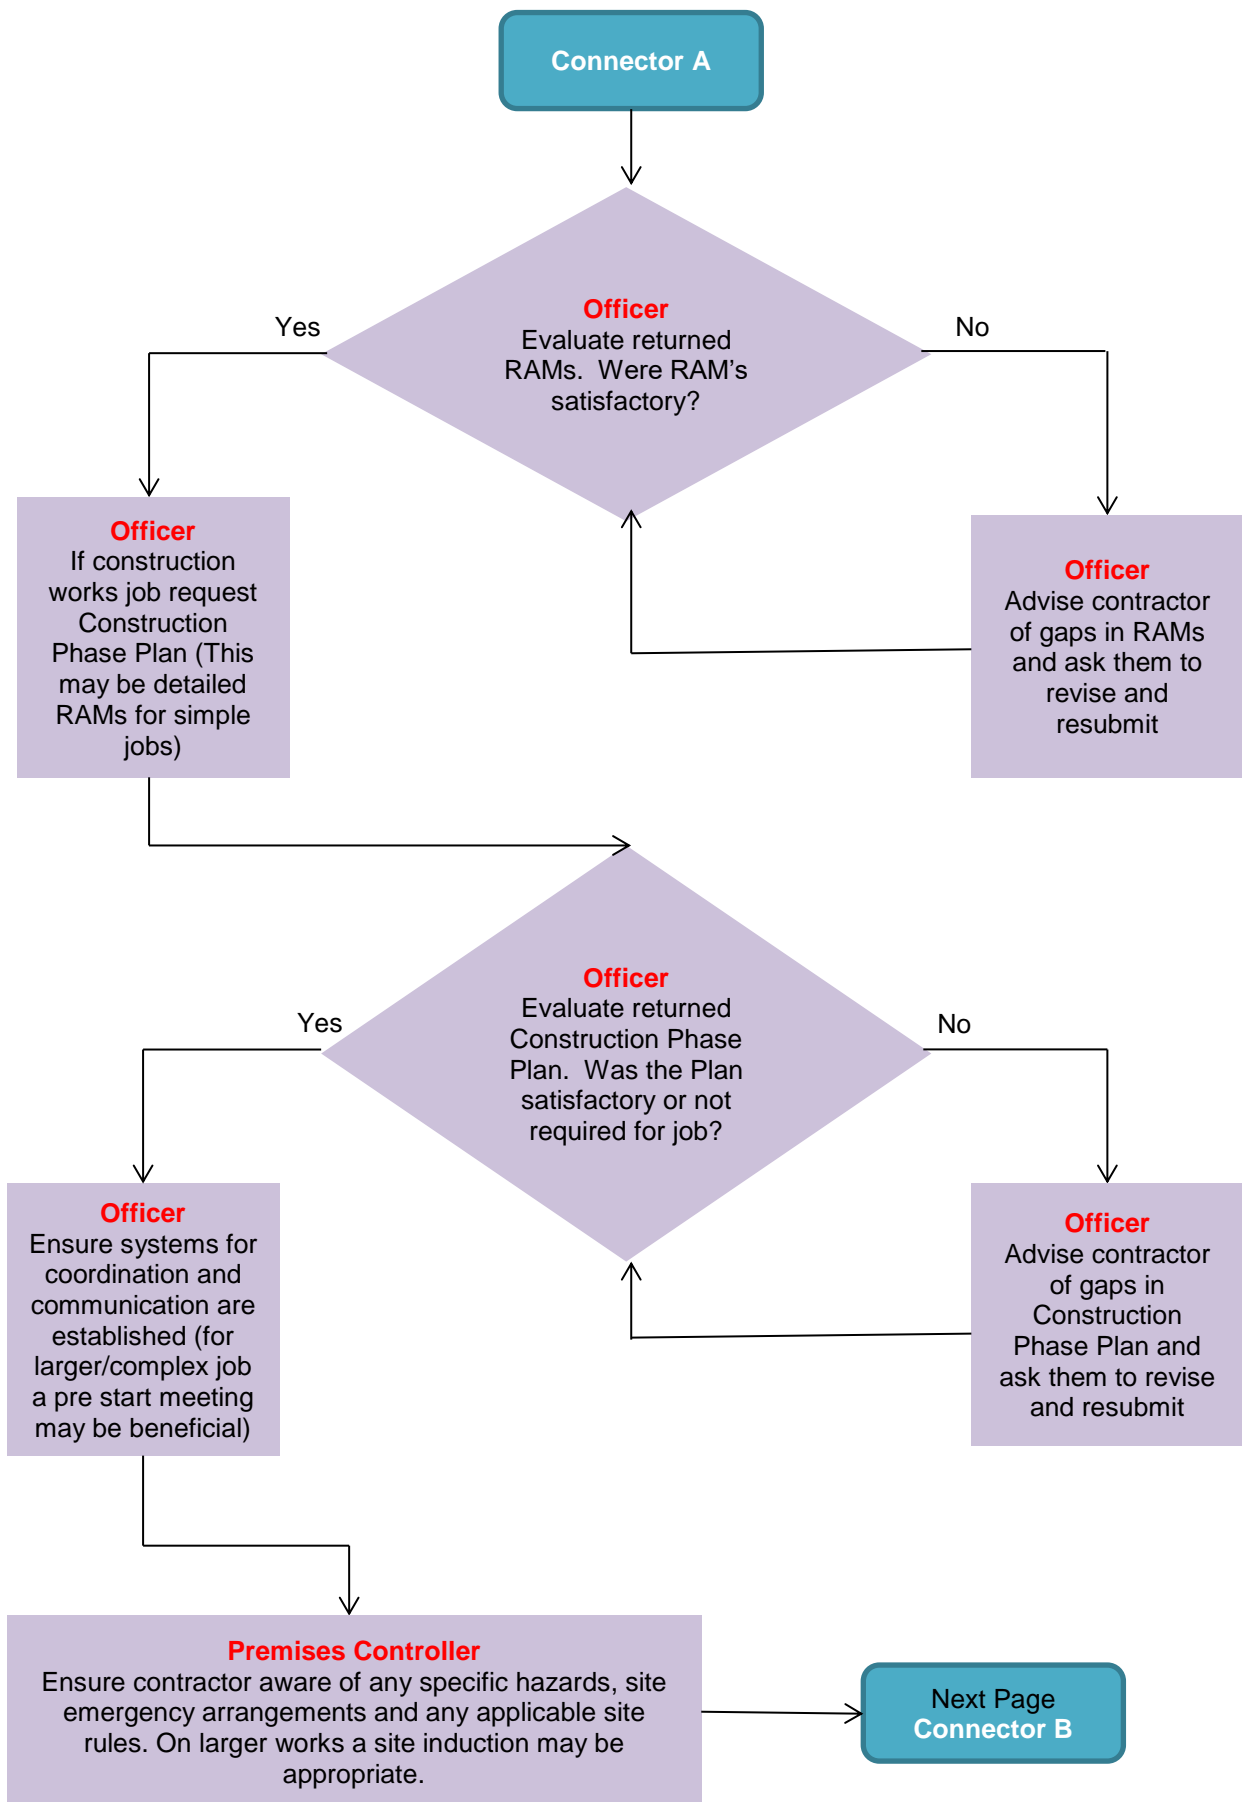 Connector A
Officer
Evaluate returned
RAMs.  Were RAM’s
satisfactory?
Yes
No
Officer
If construction
works job request
Construction
Phase Plan (This
may be detailed
RAMs for simple
jobs)
Officer
Advise contractor
of gaps in RAMs
and ask them to
revise and
resubmit
Officer
Evaluate returned
Construction Phase
Plan.  Was the Plan
satisfactory or not
required for job?
Yes
No
Officer
Ensure systems for
coordination and
communication are
established (for
larger/complex job
a pre start meeting
may be beneficial)
Officer
Advise contractor
of gaps in
Construction
Phase Plan and
ask them to revise
and resubmit
Premises Controller
Ensure contractor aware of any specific hazards, site
emergency arrangements and any applicable site
rules. On larger works a site induction may be
appropriate.
Next Page
Connector B